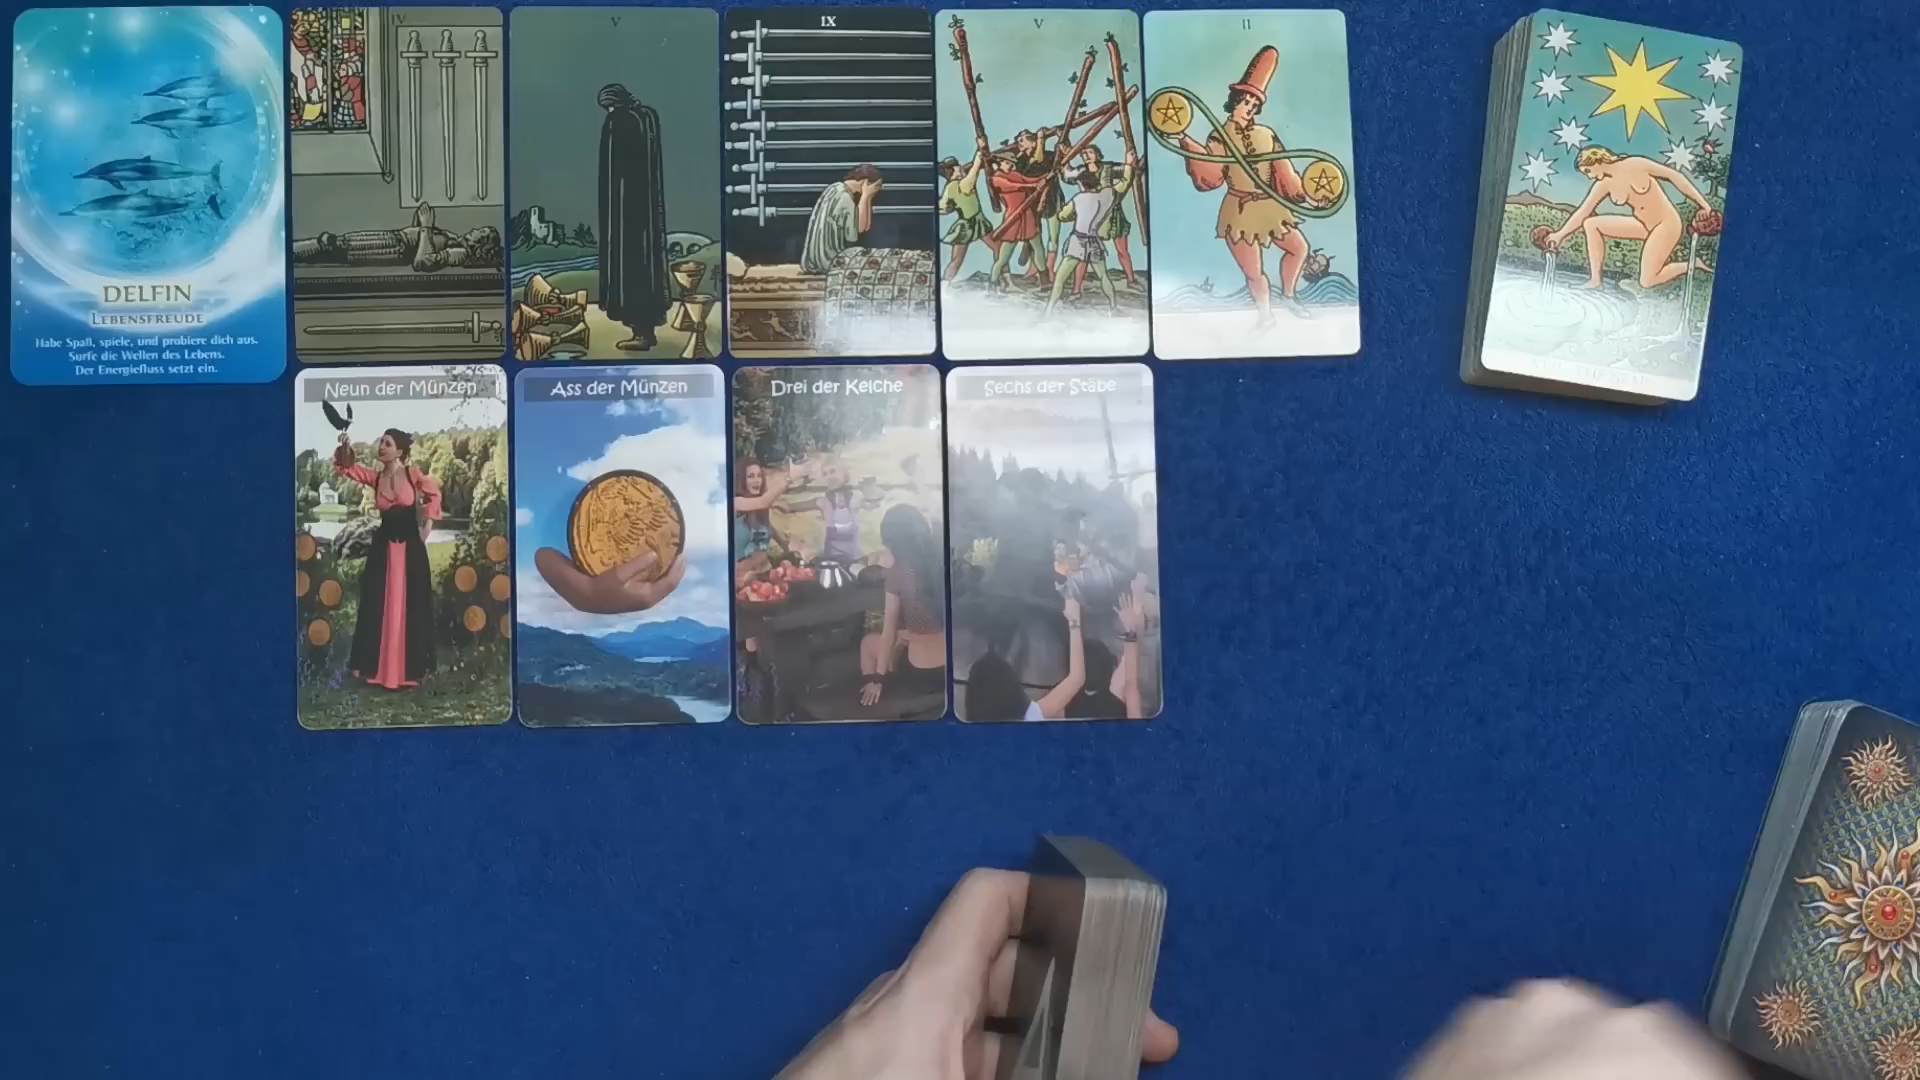 IV
V
IX
V
II
DELFIN
LEBENSFREUDE
Habe Spaß, spiele, und probiere dich aus.
Surfe die Wellen des Lebens.
Der Energiefluss setzt ein.
Neun der Münzen
Ass der Münzen
Drei der Kelche
Sechs der Stäbe